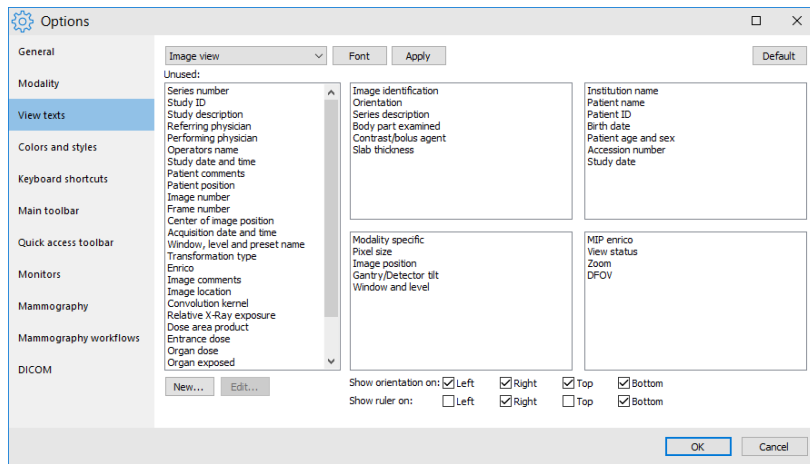 Options
General
Modality
View texts
Colors and styles
Keyboard shortcuts
Main toolbar
Quick access toolbar
Monitors
Mammography
Mammography workflows
DICOM
Image view
Font
Apply
Default
Unused:
Series number
Study ID
Study description
Referring physician
Performing physician
Operators name
Study date and time
Patient comments
Patient position
Image number
Frame number
Center of image position
Acquisition date and time
Window, level and preset name
Transformation type
Enrico
Image comments
Image location
Convolution kernel
Relative X-Ray exposure
Dose area product
Entrance dose
Organ dose
Organ exposed
New...
Edit...
Image identification
Orientation
Series description
Body part examined
Contrast/bolus agent
Slab thickness
Institution name
Patient name
Patient ID
Birth date
Patient age and sex
Accession number
Study date
Modality specific
Pixel size
Image position
Gantry/Detector tilt
Window and level
MIP enrico
View status
Zoom
DFOV
Show orientation on: Left Right Top Bottom
Show ruler on: Left Right Top Bottom
OK
Cancel